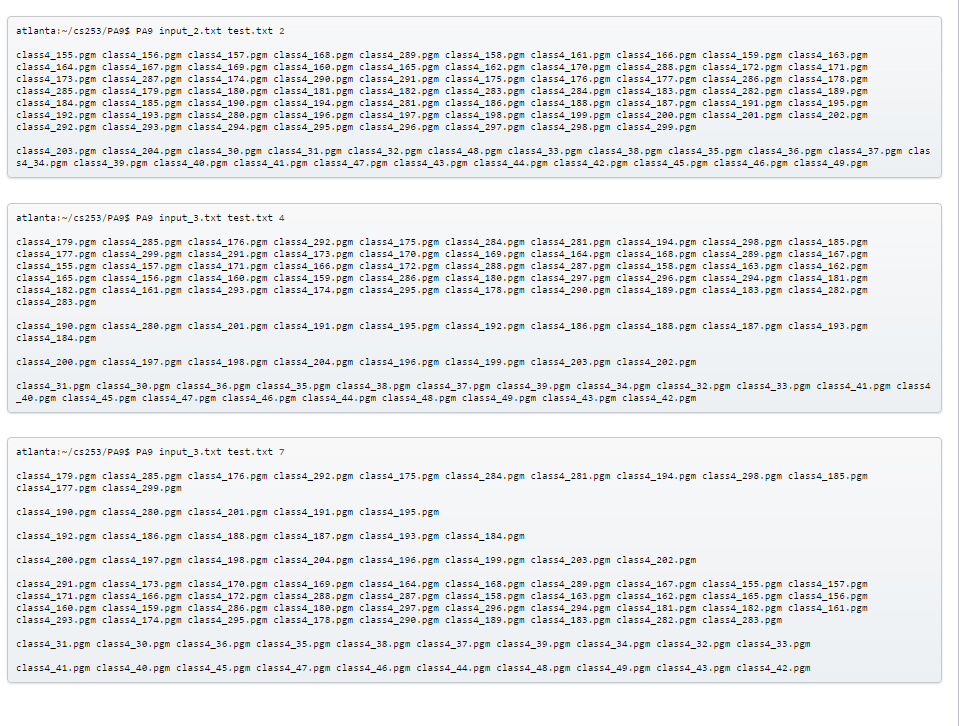 atlanta:~/cs253/PA9$ PA9 input_2.txt test.txt 2
class4_155.pgm class4_156.pgm class4_157.pgm class4_168.pgm class4_289.pgm class4_158.pgm class4_161.pgm class4_166.pgm class4_159.pgm class4_163.pgm
class4_164.pgm class4_167.pgm class4_169.pgm class4_160.pgm class4_165.pgm class4_162.pgm class4_170.pgm class4_288.pgm class4_172.pgm class4_171.pgm
class4_173.pgm class4_287.pgm class4_174.pgm class4_290.pgm class4_291.pgm class4_175.pgm class4_176.pgm class4_177.pgm class4_286.pgm class4_178.pgm
class4_285.pgm class4_179.pgm class4_180.pgm class4_181.pgm class4_182.pgm class4_283.pgm class4_284.pgm class4_183.pgm class4_282.pgm class4_189.pgm
class4_184.pgm class4_185.pgm class4_190.pgm class4_194.pgm class4_281.pgm class4_186.pgm class4_188.pgm class4_187.pgm class4_191.pgm class4_195.pgm
class4_192.pgm class4_193.pgm class4_280.pgm class4_196.pgm class4_197.pgm class4_198.pgm class4_199.pgm class4_200.pgm class4_201.pgm class4_202.pgm
class4_292.pgm class4_293.pgm class4_294.pgm class4_295.pgm class4_296.pgm class4_297.pgm class4_298.pgm class4_299.pgm
class4_203.pgm class4_204.pgm class4_30.pgm class4_31.pgm class4_32.pgm class4_48.pgm class4_33.pgm class4_38.pgm class4_35.pgm class4_36.pgm class4_37.pgm clas
s4_34.pgm class4_39.pgm class4_40.pgm class4_41.pgm class4_47.pgm class4_43.pgm class4_44.pgm class4_42.pgm class4_45.pgm class4_46.pgm class4_49.pgm
atlanta:~/cs253/PA9$ PA9 input_3.txt test.txt 4
class4_179.pgm class4_285.pgm class4_176.pgm class4_292.pgm class4_175.pgm class4_284.pgm class4_281.pgm class4_194.pgm class4_298.pgm class4_185.pgm
class4_177.pgm class4_299.pgm class4_291.pgm class4_173.pgm class4_170.pgm class4_169.pgm class4_164.pgm class4_168.pgm class4_289.pgm class4_167.pgm
class4_155.pgm class4_157.pgm class4_171.pgm class4_166.pgm class4_172.pgm class4_288.pgm class4_287.pgm class4_158.pgm class4_163.pgm class4_162.pgm
class4_165.pgm class4_156.pgm class4_160.pgm class4_159.pgm class4_286.pgm class4_180.pgm class4_297.pgm class4_296.pgm class4_294.pgm class4_181.pgm
class4_182.pgm class4_161.pgm class4_293.pgm class4_174.pgm class4_295.pgm class4_178.pgm class4_290.pgm class4_189.pgm class4_183.pgm class4_282.pgm
class4_283.pgm
class4_190.pgm class4_280.pgm class4_201.pgm class4_191.pgm class4_195.pgm class4_192.pgm class4_186.pgm class4_188.pgm class4_187.pgm class4_193.pgm
class4_184.pgm
class4_200.pgm class4_197.pgm class4_198.pgm class4_204.pgm class4_196.pgm class4_199.pgm class4_203.pgm class4_202.pgm
class4_31.pgm class4_30.pgm class4_36.pgm class4_35.pgm class4_38.pgm class4_37.pgm class4_39.pgm class4_34.pgm class4_32.pgm class4_33.pgm class4_41.pgm class4
_40.pgm class4_45.pgm class4_47.pgm class4_46.pgm class4_44.pgm class4_48.pgm class4_49.pgm class4_43.pgm class4_42.pgm
atlanta:~/cs253/PA9$ PA9 input_3.txt test.txt 7
class4_179.pgm class4_285.pgm class4_176.pgm class4_292.pgm class4_175.pgm class4_284.pgm class4_281.pgm class4_194.pgm class4_298.pgm class4_185.pgm
class4_177.pgm class4_299.pgm
class4_190.pgm class4_280.pgm class4_201.pgm class4_191.pgm class4_195.pgm
class4_192.pgm class4_186.pgm class4_188.pgm class4_187.pgm class4_193.pgm class4_184.pgm
class4_200.pgm class4_197.pgm class4_198.pgm class4_204.pgm class4_196.pgm class4_199.pgm class4_203.pgm class4_202.pgm
class4_291.pgm class4_173.pgm class4_170.pgm class4_169.pgm class4_164.pgm class4_168.pgm class4_289.pgm class4_167.pgm class4_155.pgm class4_157.pgm
class4_171.pgm class4_166.pgm class4_172.pgm class4_288.pgm class4_287.pgm class4_158.pgm class4_163.pgm class4_162.pgm class4_165.pgm class4_156.pgm
class4_160.pgm class4_159.pgm class4_286.pgm class4_180.pgm class4_297.pgm class4_296.pgm class4_294.pgm class4_181.pgm class4_182.pgm class4_161.pgm
class4_293.pgm class4_174.pgm class4_295.pgm class4_178.pgm class4_290.pgm class4_189.pgm class4_183.pgm class4_282.pgm class4_283.pgm
class4_31.pgm class4_30.pgm class4_36.pgm class4_35.pgm class4_38.pgm class4_37.pgm class4_39.pgm class4_34.pgm class4_32.pgm class4_33.pgm
class4_41.pgm class4_40.pgm class4_45.pgm class4_47.pgm class4_46.pgm class4_44.pgm class4_48.pgm class4_49.pgm class4_43.pgm class4_42.pgm